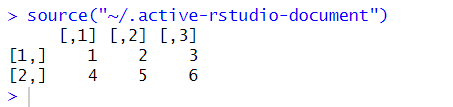 > source("~/.active-rstudio-document")
     [,1] [,2] [,3]
[1,]    1    2    3
[2,]    4    5    6
>